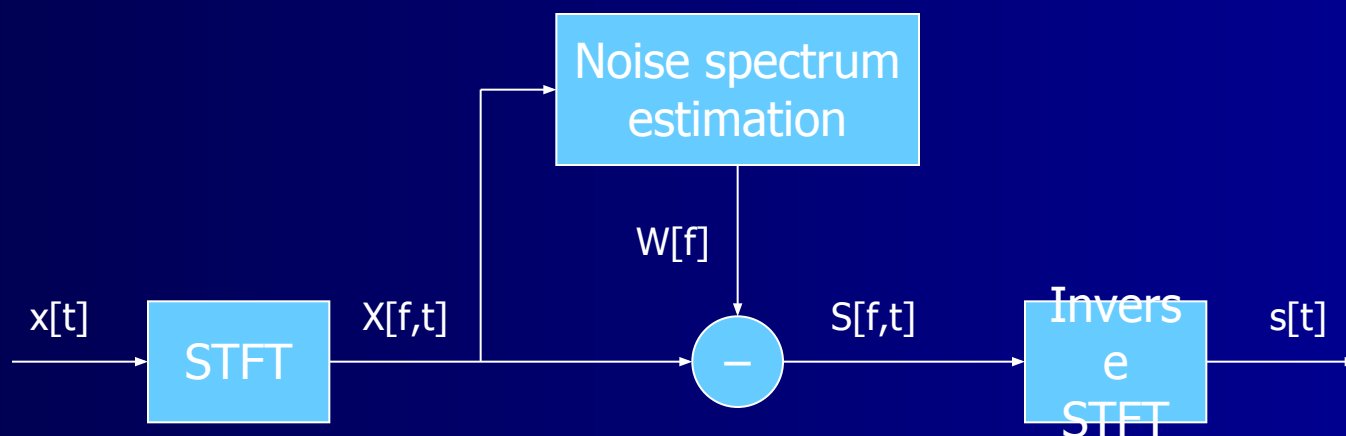 Noise spectrum
estimation
W[f]
x[t]
STFT
X[f,t]
–
S[f,t]
Invers
e
STFT
s[t]